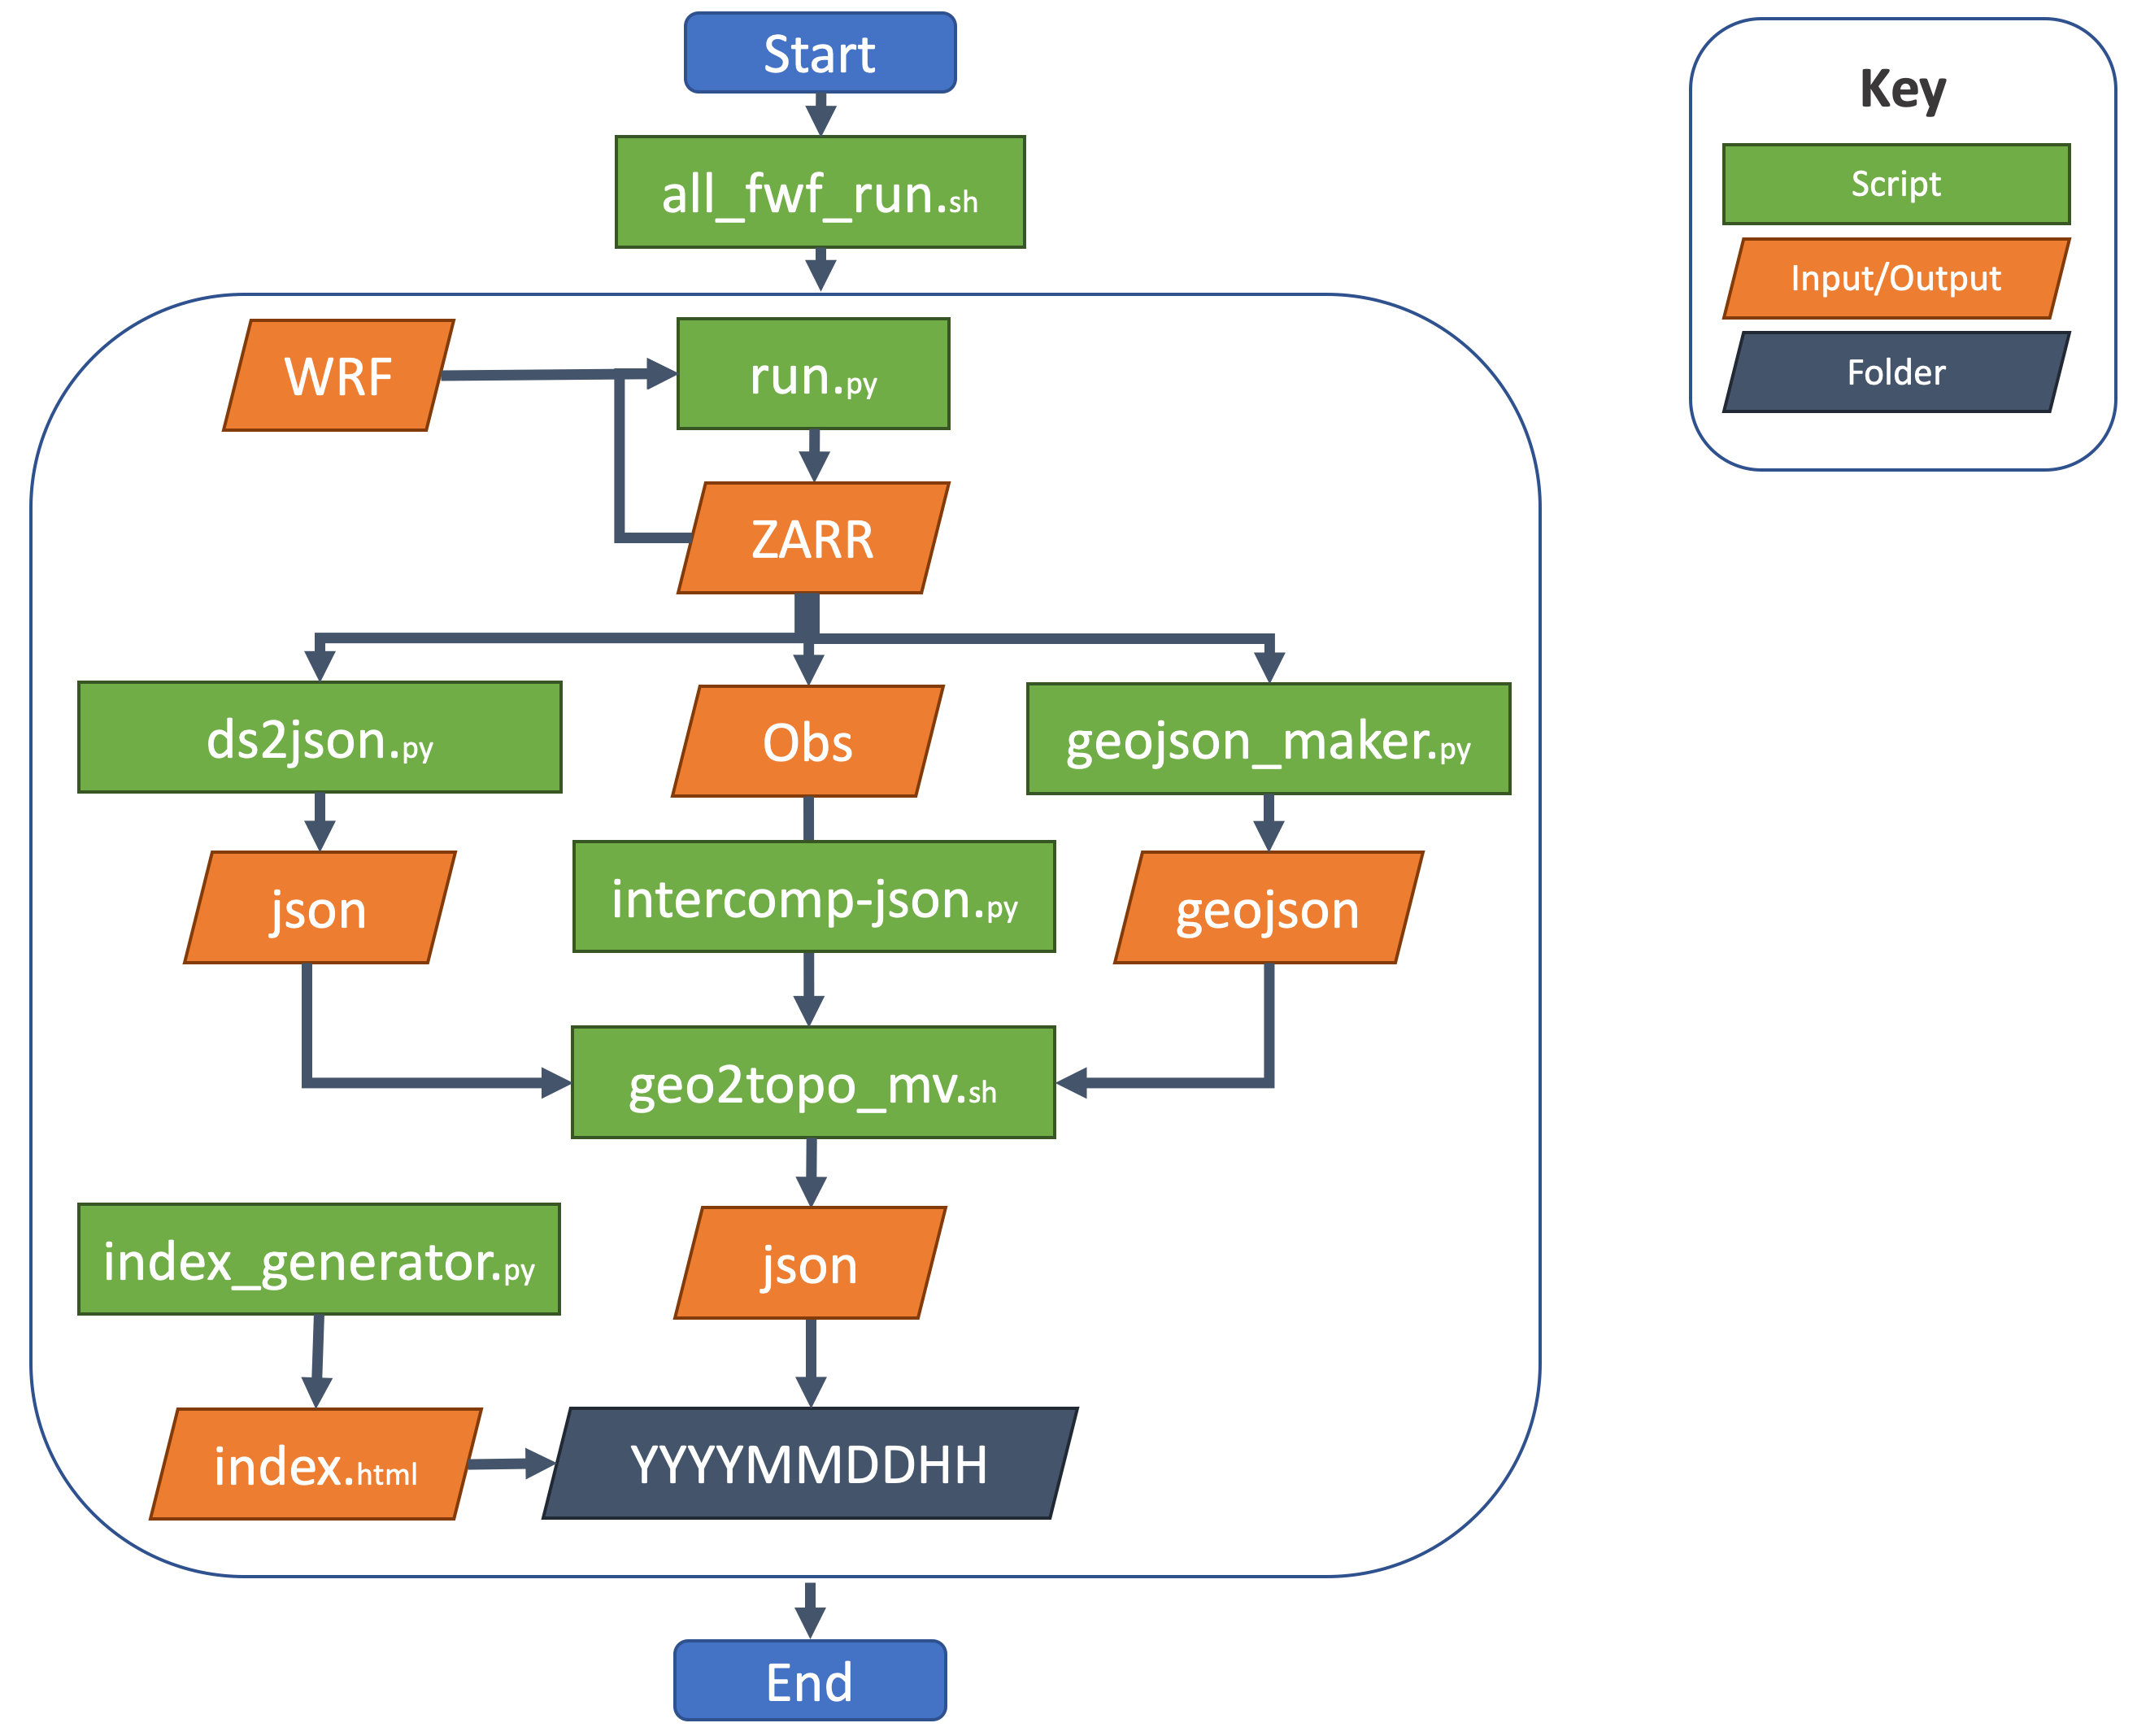 Start
all_fwf_run.sh
WRF
run.py
ZARR
ds2json.py
Obs
geojson_maker.py
json
intercomp-json.py
geojson
geo2topo_mv.sh
index_generator.py
json
index.html
YYYYMMDDHH
End
Key
Script
Input/Output
Folder